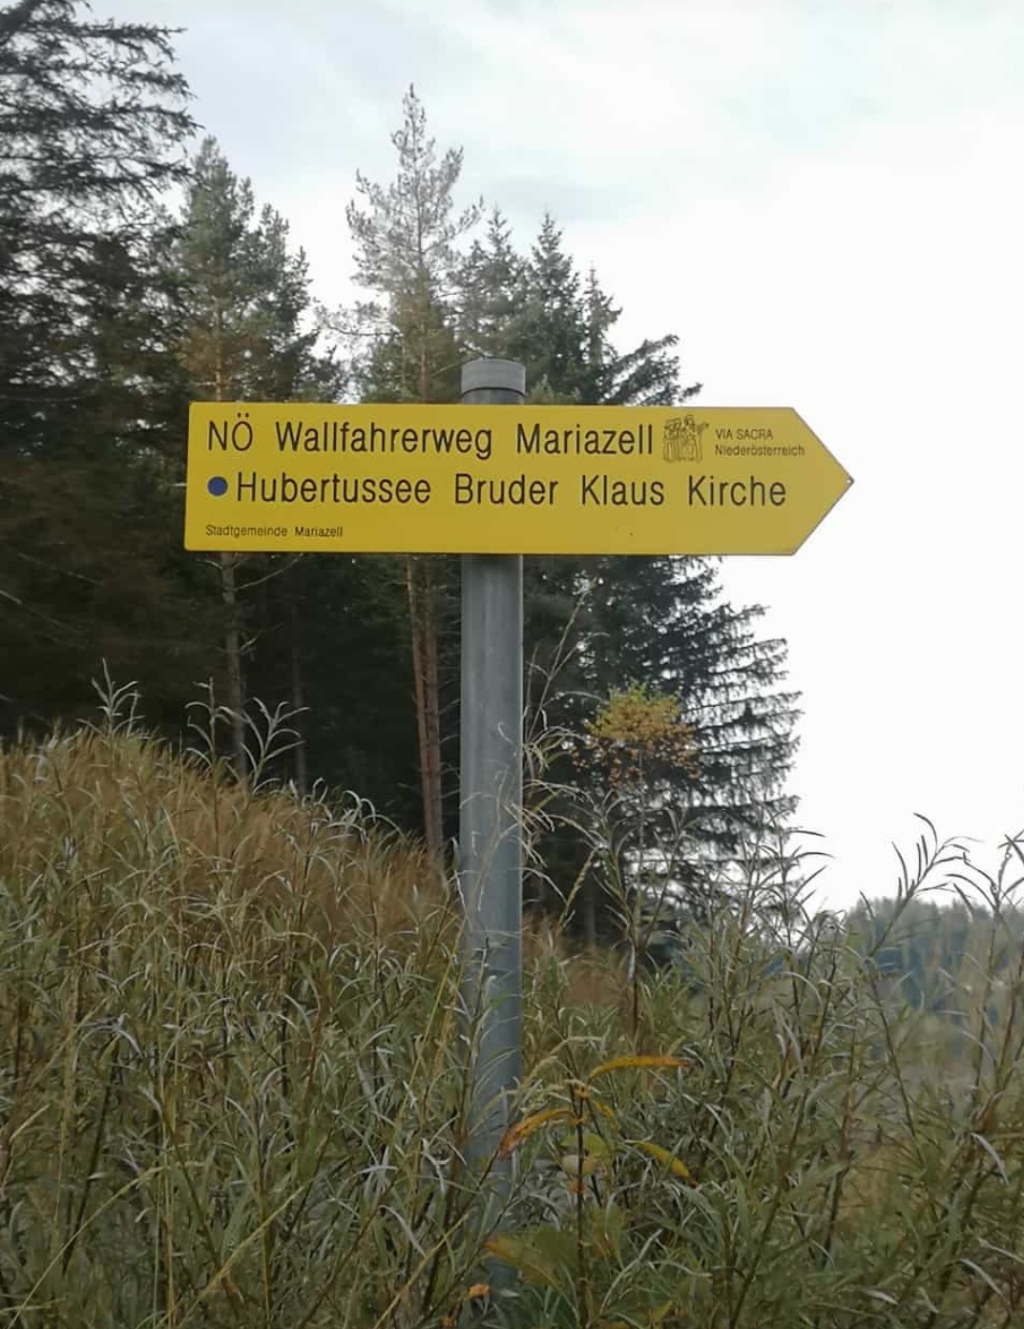 NÖ Wallfahrerweg Mariazell
VIA SACRA
Niederösterreich
Hubertussee Bruder Klaus Kirche
Stadtgemeinde Mariazell